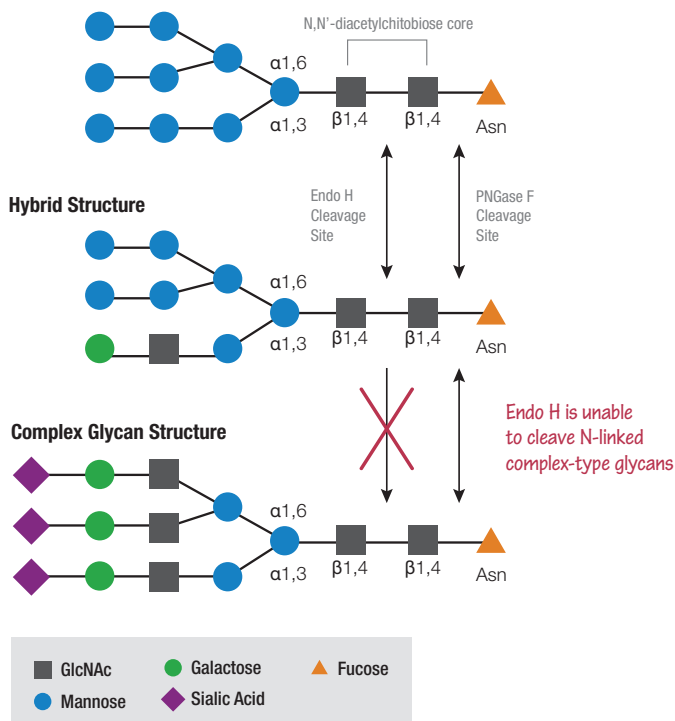 N,N'-diacetylchitobiose core
α1,6
α1,3
β1,4
β1,4
Asn
Endo H
Cleavage
Site
PNGase F
Cleavage
Site
Hybrid Structure
α1,6
α1,3
β1,4
β1,4
Asn
Endo H is unable
to cleave N-linked
complex-type glycans
Complex Glycan Structure
α1,6
α1,3
β1,4
β1,4
Asn
GlcNAc
Galactose
Fucose
Mannose
Sialic Acid